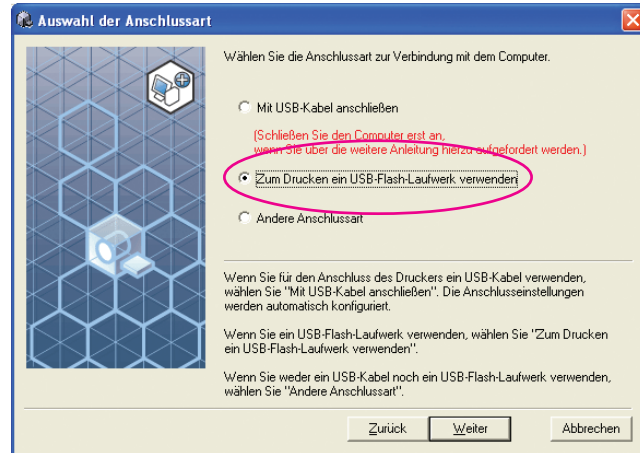 Auswahl der Anschlussart
Wählen Sie die Anschlussart zur Verbindung mit dem Computer.
Mit USB-Kabel anschließen
(Schließen Sie den Computer erst an,
wenn Sie über die weitere Anleitung hierzu aufgefordert werden.)
Zum Drucken ein USB-Flash-Laufwerk verwenden
Andere Anschlussart
Wenn Sie für den Anschluss des Druckers ein USB-Kabel verwenden,
wählen Sie "Mit USB-Kabel anschließen". Die Anschlusseinstellungen
werden automatisch konfiguriert.
Wenn Sie ein USB-Flash-Laufwerk verwenden, wählen Sie "Zum Drucken
ein USB-Flash-Laufwerk verwenden".
Wenn Sie weder ein USB-Kabel noch ein USB-Flash-Laufwerk verwenden,
wählen Sie "Andere Anschlussart".
Zurück Weiter Abbrechen